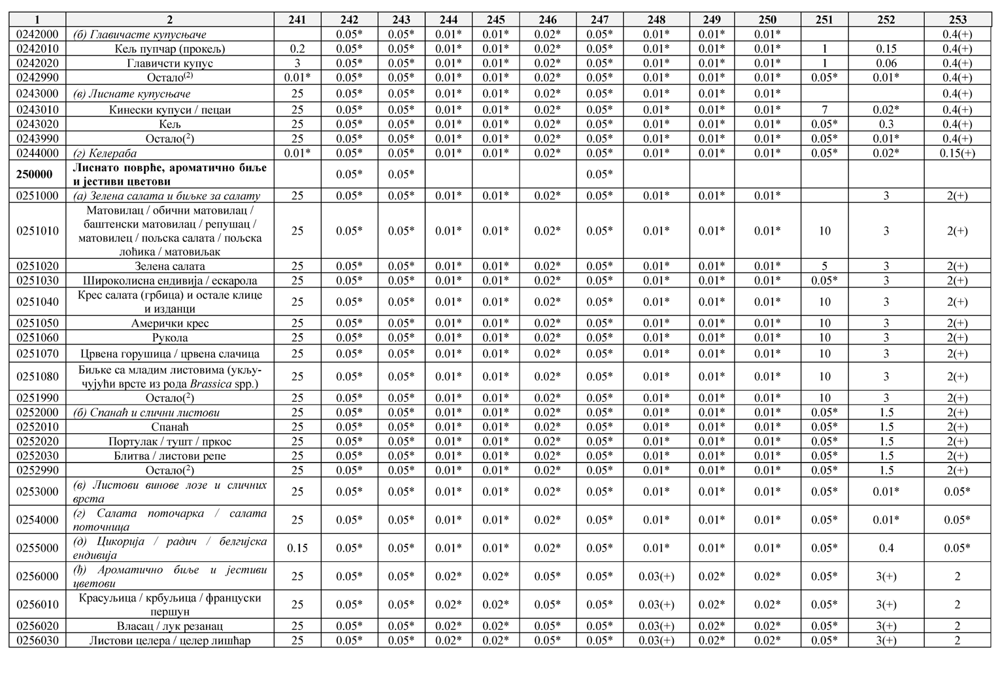 1 2 241 242 243 244 245 246 247 248 249 250 251 252 253
0242000 (б) Главичасте купусњаче 0.05* 0.05* 0.01* 0.01* 0.02* 0.05* 0.01* 0.01* 0.01* 0.4(+)
0242010 Кељ пупчар (прокељ) 0.2 0.05* 0.05* 0.01* 0.01* 0.02* 0.05* 0.01* 0.01* 0.01* 1 0.15 0.4(+)
0242020 Главичсти купус 3 0.05* 0.05* 0.01* 0.01* 0.02* 0.05* 0.01* 0.01* 0.01* 1 0.06 0.4(+)
0242990 Остало(2) 0.01* 0.05* 0.05* 0.01* 0.01* 0.02* 0.05* 0.01* 0.01* 0.01* 0.05* 0.01* 0.4(+)
0243000 (в) Лиснате купусњаче 25 0.05* 0.05* 0.01* 0.01* 0.02* 0.05* 0.01* 0.01* 0.01* 0.4(+)
0243010 Кинески купуси / пецаи 25 0.05* 0.05* 0.01* 0.01* 0.02* 0.05* 0.01* 0.01* 0.01* 7 0.02* 0.4(+)
0243020 Кељ 25 0.05* 0.05* 0.01* 0.01* 0.02* 0.05* 0.01* 0.01* 0.01* 0.05* 0.3 0.4(+)
0243990 Остало(2) 25 0.05* 0.05* 0.01* 0.01* 0.02* 0.05* 0.01* 0.01* 0.01* 0.05* 0.01* 0.4(+)
0244000 (г) Келераба 0.01* 0.05* 0.05* 0.01* 0.01* 0.02* 0.05* 0.01* 0.01* 0.01* 0.05* 0.02* 0.15(+)
250000 Лиснато поврће, ароматично биље
и јестиви цветови 0.05* 0.05* 0.05*
0251000 (а) Зелена салата и биљке за салату 25 0.05* 0.05* 0.01* 0.01* 0.02* 0.05* 0.01* 0.01* 0.01* 3 2(+)
Матовилац / обични матовилац /
баштенски матовилац / репушац /
0251010 матовилец / пољска салата / пољска 25 0.05* 0.05* 0.01* 0.01* 0.02* 0.05* 0.01* 0.01* 0.01* 10 3 2(+)
лоћика / матовиљак
0251020 Зелена салата 25 0.05* 0.05* 0.01* 0.01* 0.02* 0.05* 0.01* 0.01* 0.01* 5 3 2(+)
0251030 Широколисна ендивија / ескарола 25 0.05* 0.05* 0.01* 0.01* 0.02* 0.05* 0.01* 0.01* 0.01* 0.05* 3 2(+)
0251040 Крес салата (грбица) и остале клице
и изданци 25 0.05* 0.05* 0.01* 0.01* 0.02* 0.05* 0.01* 0.01* 0.01* 10 3 2(+)
0251050 Амерички крес 25 0.05* 0.05* 0.01* 0.01* 0.02* 0.05* 0.01* 0.01* 0.01* 10 3 2(+)
0251060 Рукола 25 0.05* 0.05* 0.01* 0.01* 0.02* 0.05* 0.01* 0.01* 0.01* 10 3 2(+)
0251070 Црвена горушица / црвена слачица 25 0.05* 0.05* 0.01* 0.01* 0.02* 0.05* 0.01* 0.01* 0.01* 10 3 2(+)
0251080 Биљке са младим листовима (укљу-
чујући врсте из рода Brassica spp.) 25 0.05* 0.05* 0.01* 0.01* 0.02* 0.05* 0.01* 0.01* 0.01* 10 3 2(+)
0251990 Остало(2) 25 0.05* 0.05* 0.01* 0.01* 0.02* 0.05* 0.01* 0.01* 0.01* 10 3 2(+)
0252000 (б) Спанаћ и слични листови 25 0.05* 0.05* 0.01* 0.01* 0.02* 0.05* 0.01* 0.01* 0.01* 0.05* 1.5 2(+)
0252010 Спанаћ 25 0.05* 0.05* 0.01* 0.01* 0.02* 0.05* 0.01* 0.01* 0.01* 0.05* 1.5 2(+)
0252020 Портулак / тушт / пркос 25 0.05* 0.05* 0.01* 0.01* 0.02* 0.05* 0.01* 0.01* 0.01* 0.05* 1.5 2(+)
0252030 Блитва / листови репе 25 0.05* 0.05* 0.01* 0.01* 0.02* 0.05* 0.01* 0.01* 0.01* 0.05* 1.5 2(+)
0252990 Остало(2) 25 0.05* 0.05* 0.01* 0.01* 0.02* 0.05* 0.01* 0.01* 0.01* 0.05* 1.5 2(+)
0253000 (в) Листови винове лозе и сличних
врста 25 0.05* 0.05* 0.01* 0.01* 0.02* 0.05* 0.01* 0.01* 0.01* 0.05* 0.01* 0.05*
0254000 (г) Салата поточарка / салата
поточница 25 0.05* 0.05* 0.01* 0.01* 0.02* 0.05* 0.01* 0.01* 0.01* 0.05* 0.01* 0.05*
0255000 (д) Цикорија / радич / белгијска
ендивија 0.15 0.05* 0.05* 0.01* 0.01* 0.02* 0.05* 0.01* 0.01* 0.01* 0.05* 0.4 0.05*
0256000 (ђ) Ароматично биље и јестиви
цветови 25 0.05* 0.05* 0.02* 0.02* 0.05* 0.05* 0.03(+) 0.02* 0.02* 0.05* 3(+) 2
0256010 Красуљица / крбуљица / француски
першун 25 0.05* 0.05* 0.02* 0.02* 0.05* 0.05* 0.03(+) 0.02* 0.02* 0.05* 3(+) 2
0256020 Власац / лук резанац 25 0.05* 0.05* 0.02* 0.02* 0.05* 0.05* 0.03(+) 0.02* 0.02* 0.05* 3(+) 2
0256030 Листови целера / целер лишћар 25 0.05* 0.05* 0.02* 0.02* 0.05* 0.05* 0.03(+) 0.02* 0.02* 0.05* 3(+) 2